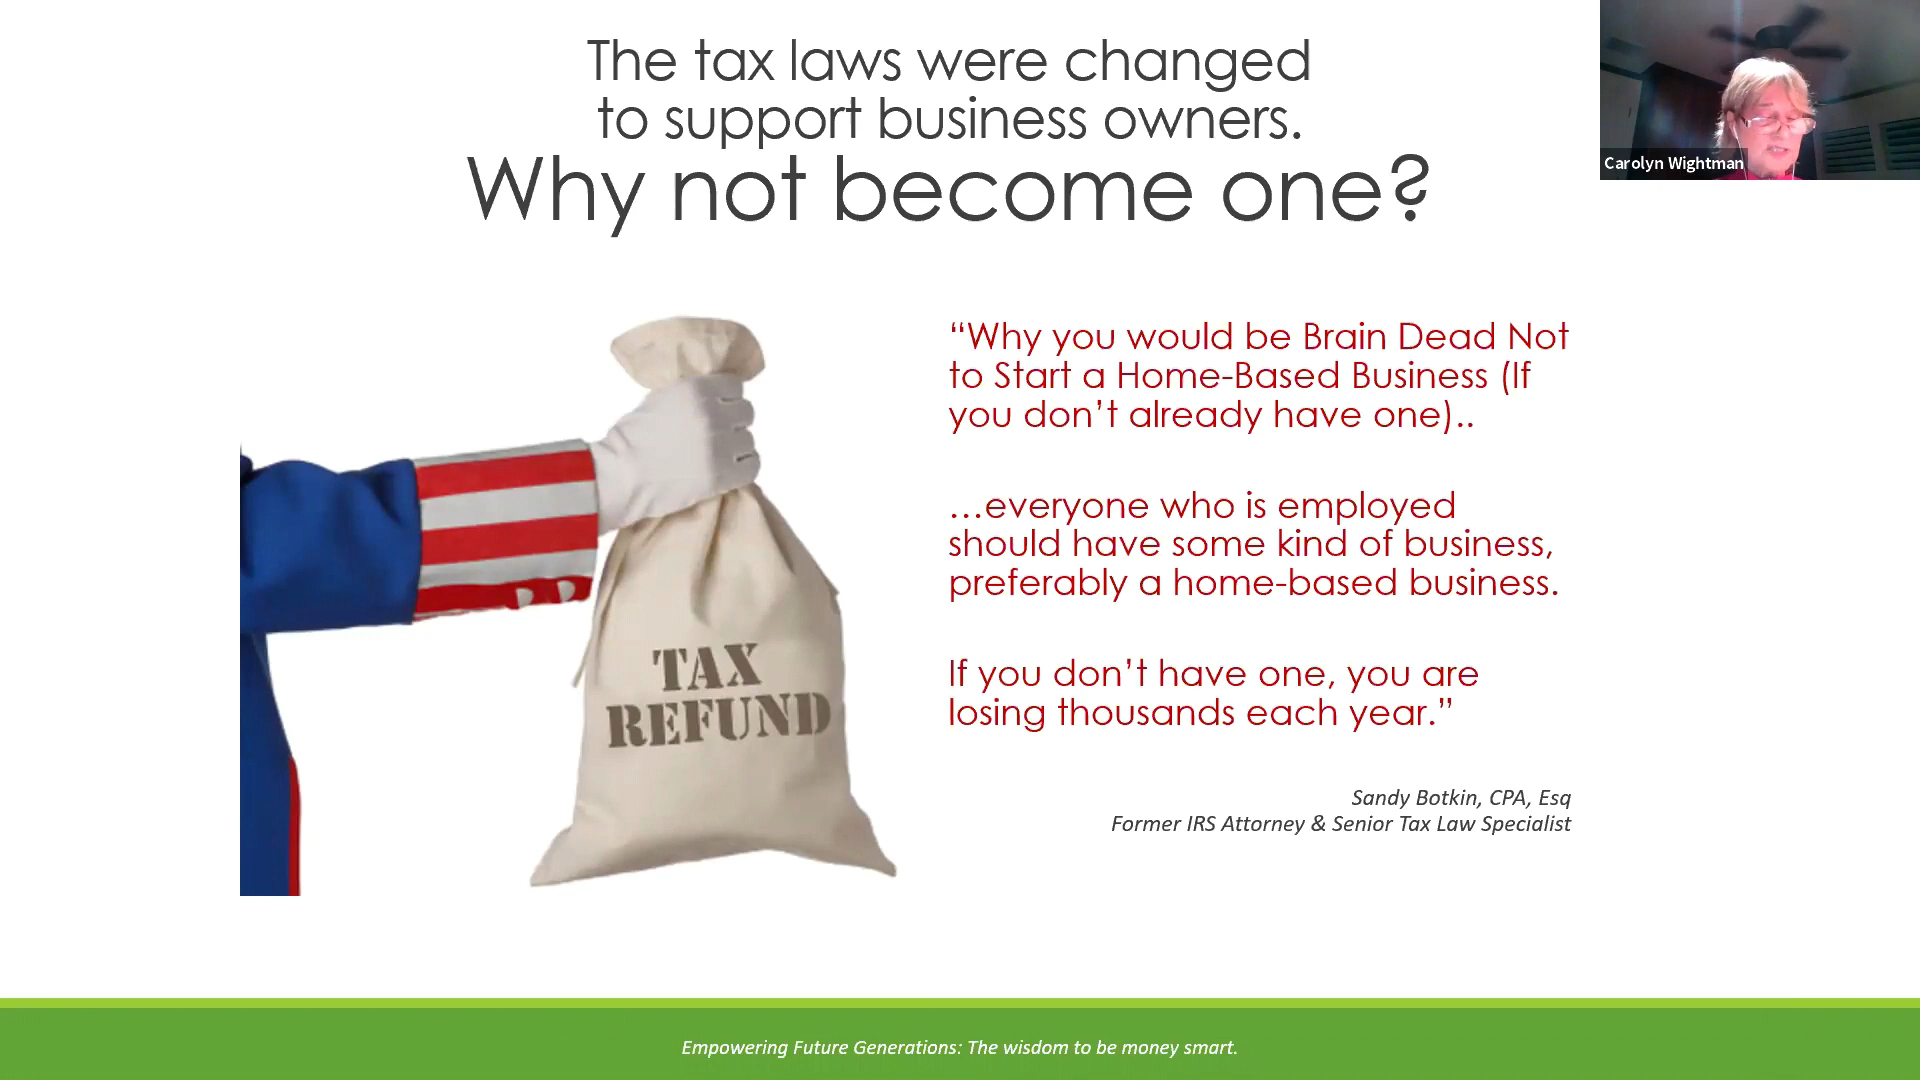 The tax laws were changed
to support business owners.
Why not become one?
Carolyn Wightman
“Why you would be Brain Dead Not
to Start a Home-Based Business (If
you don’t already have one)..
…everyone who is employed
should have some kind of business,
preferably a home-based business.
If you don’t have one, you are
losing thousands each year.”
TAX
REFUND
Sandy Botkin, CPA, Esq
Former IRS Attorney & Senior Tax Law Specialist
Empowering Future Generations: The wisdom to be money smart.